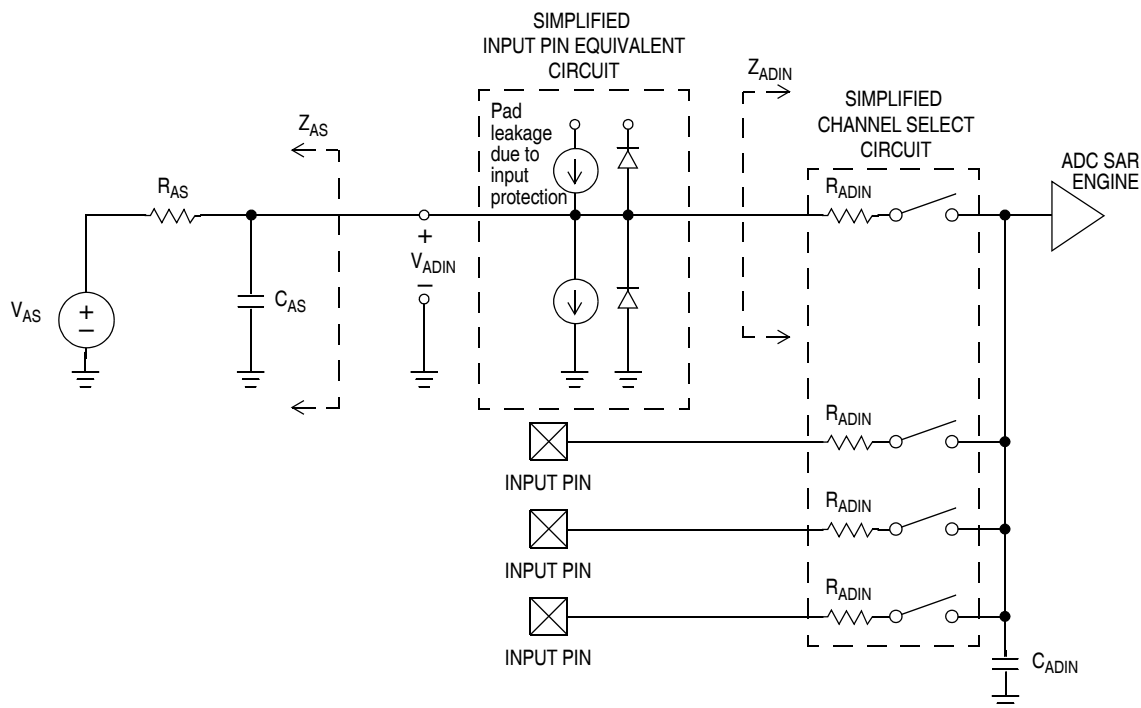 SIMPLIFIED
INPUT PIN EQUIVALENT
CIRCUIT
Z_ADIN
SIMPLIFIED
CHANNEL SELECT
CIRCUIT
Pad
leakage
due to
input
protection
Z_AS
R_AS
R_ADIN
ADC SAR
ENGINE
+
V_ADIN
–
C_AS
V_AS
+
–
R_ADIN
INPUT PIN
R_ADIN
INPUT PIN
R_ADIN
INPUT PIN
C_ADIN